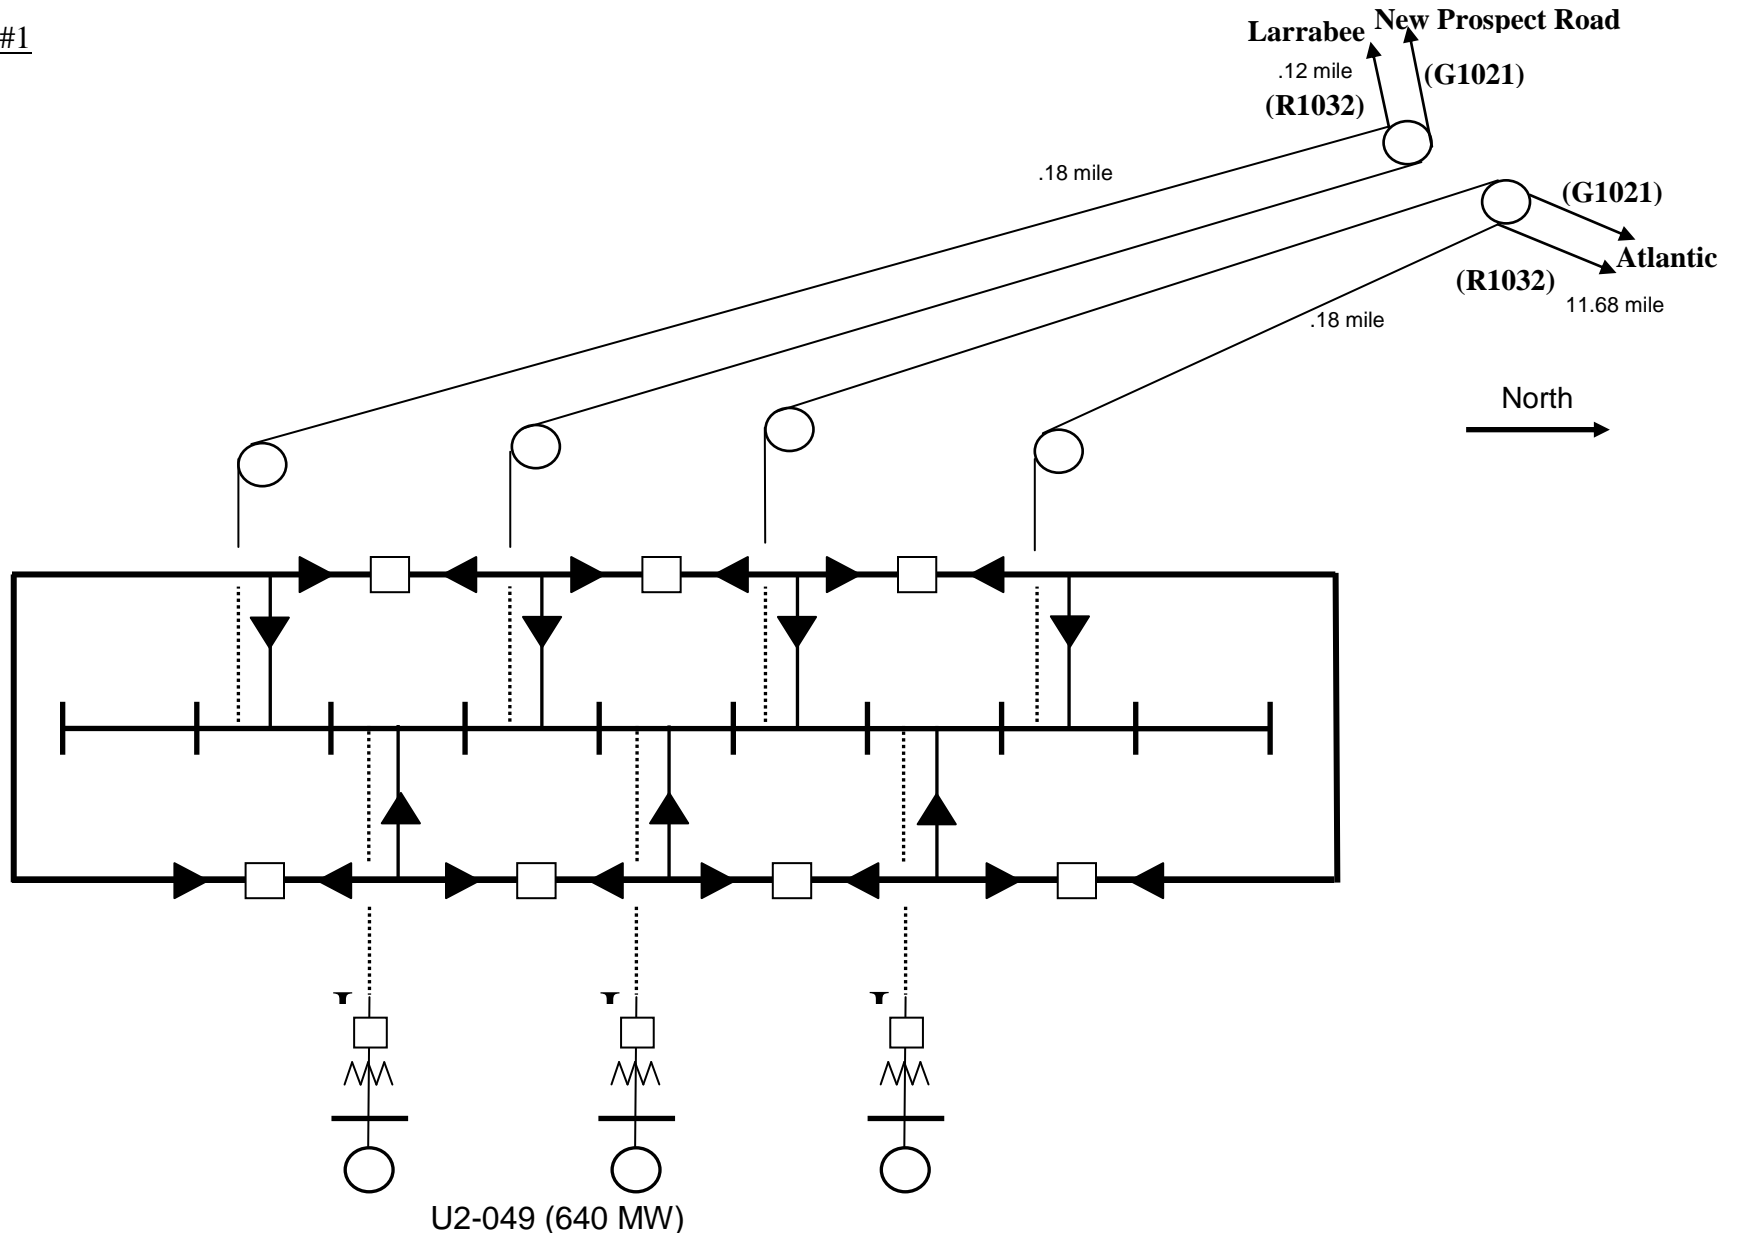 #1
Larrabee
New Prospect Road
.12 mile
(G1021)
(R1032)
.18 mile
(G1021)
Atlantic
(R1032)
11.68 mile
.18 mile
North
U2-049 (640 MW)